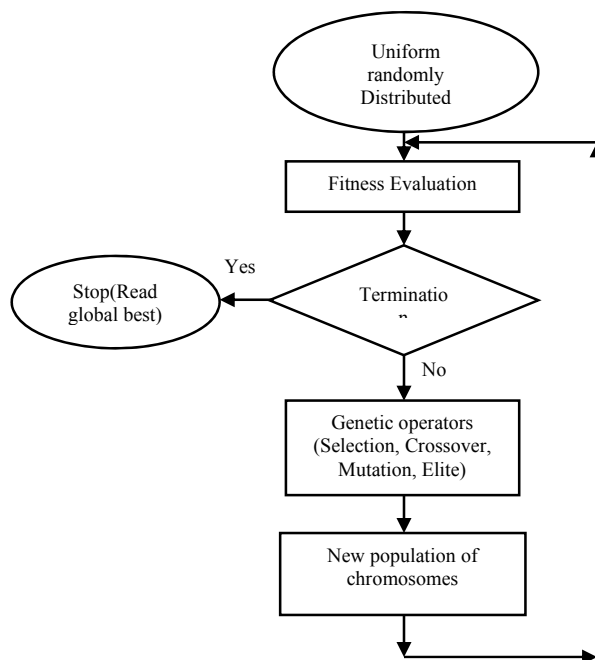 Uniform
randomly
Distributed
Fitness Evaluation
Yes
Stop(Read
global best)
Terminatio
n
No
Genetic operators
(Selection, Crossover,
Mutation, Elite)
New population of
chromosomes